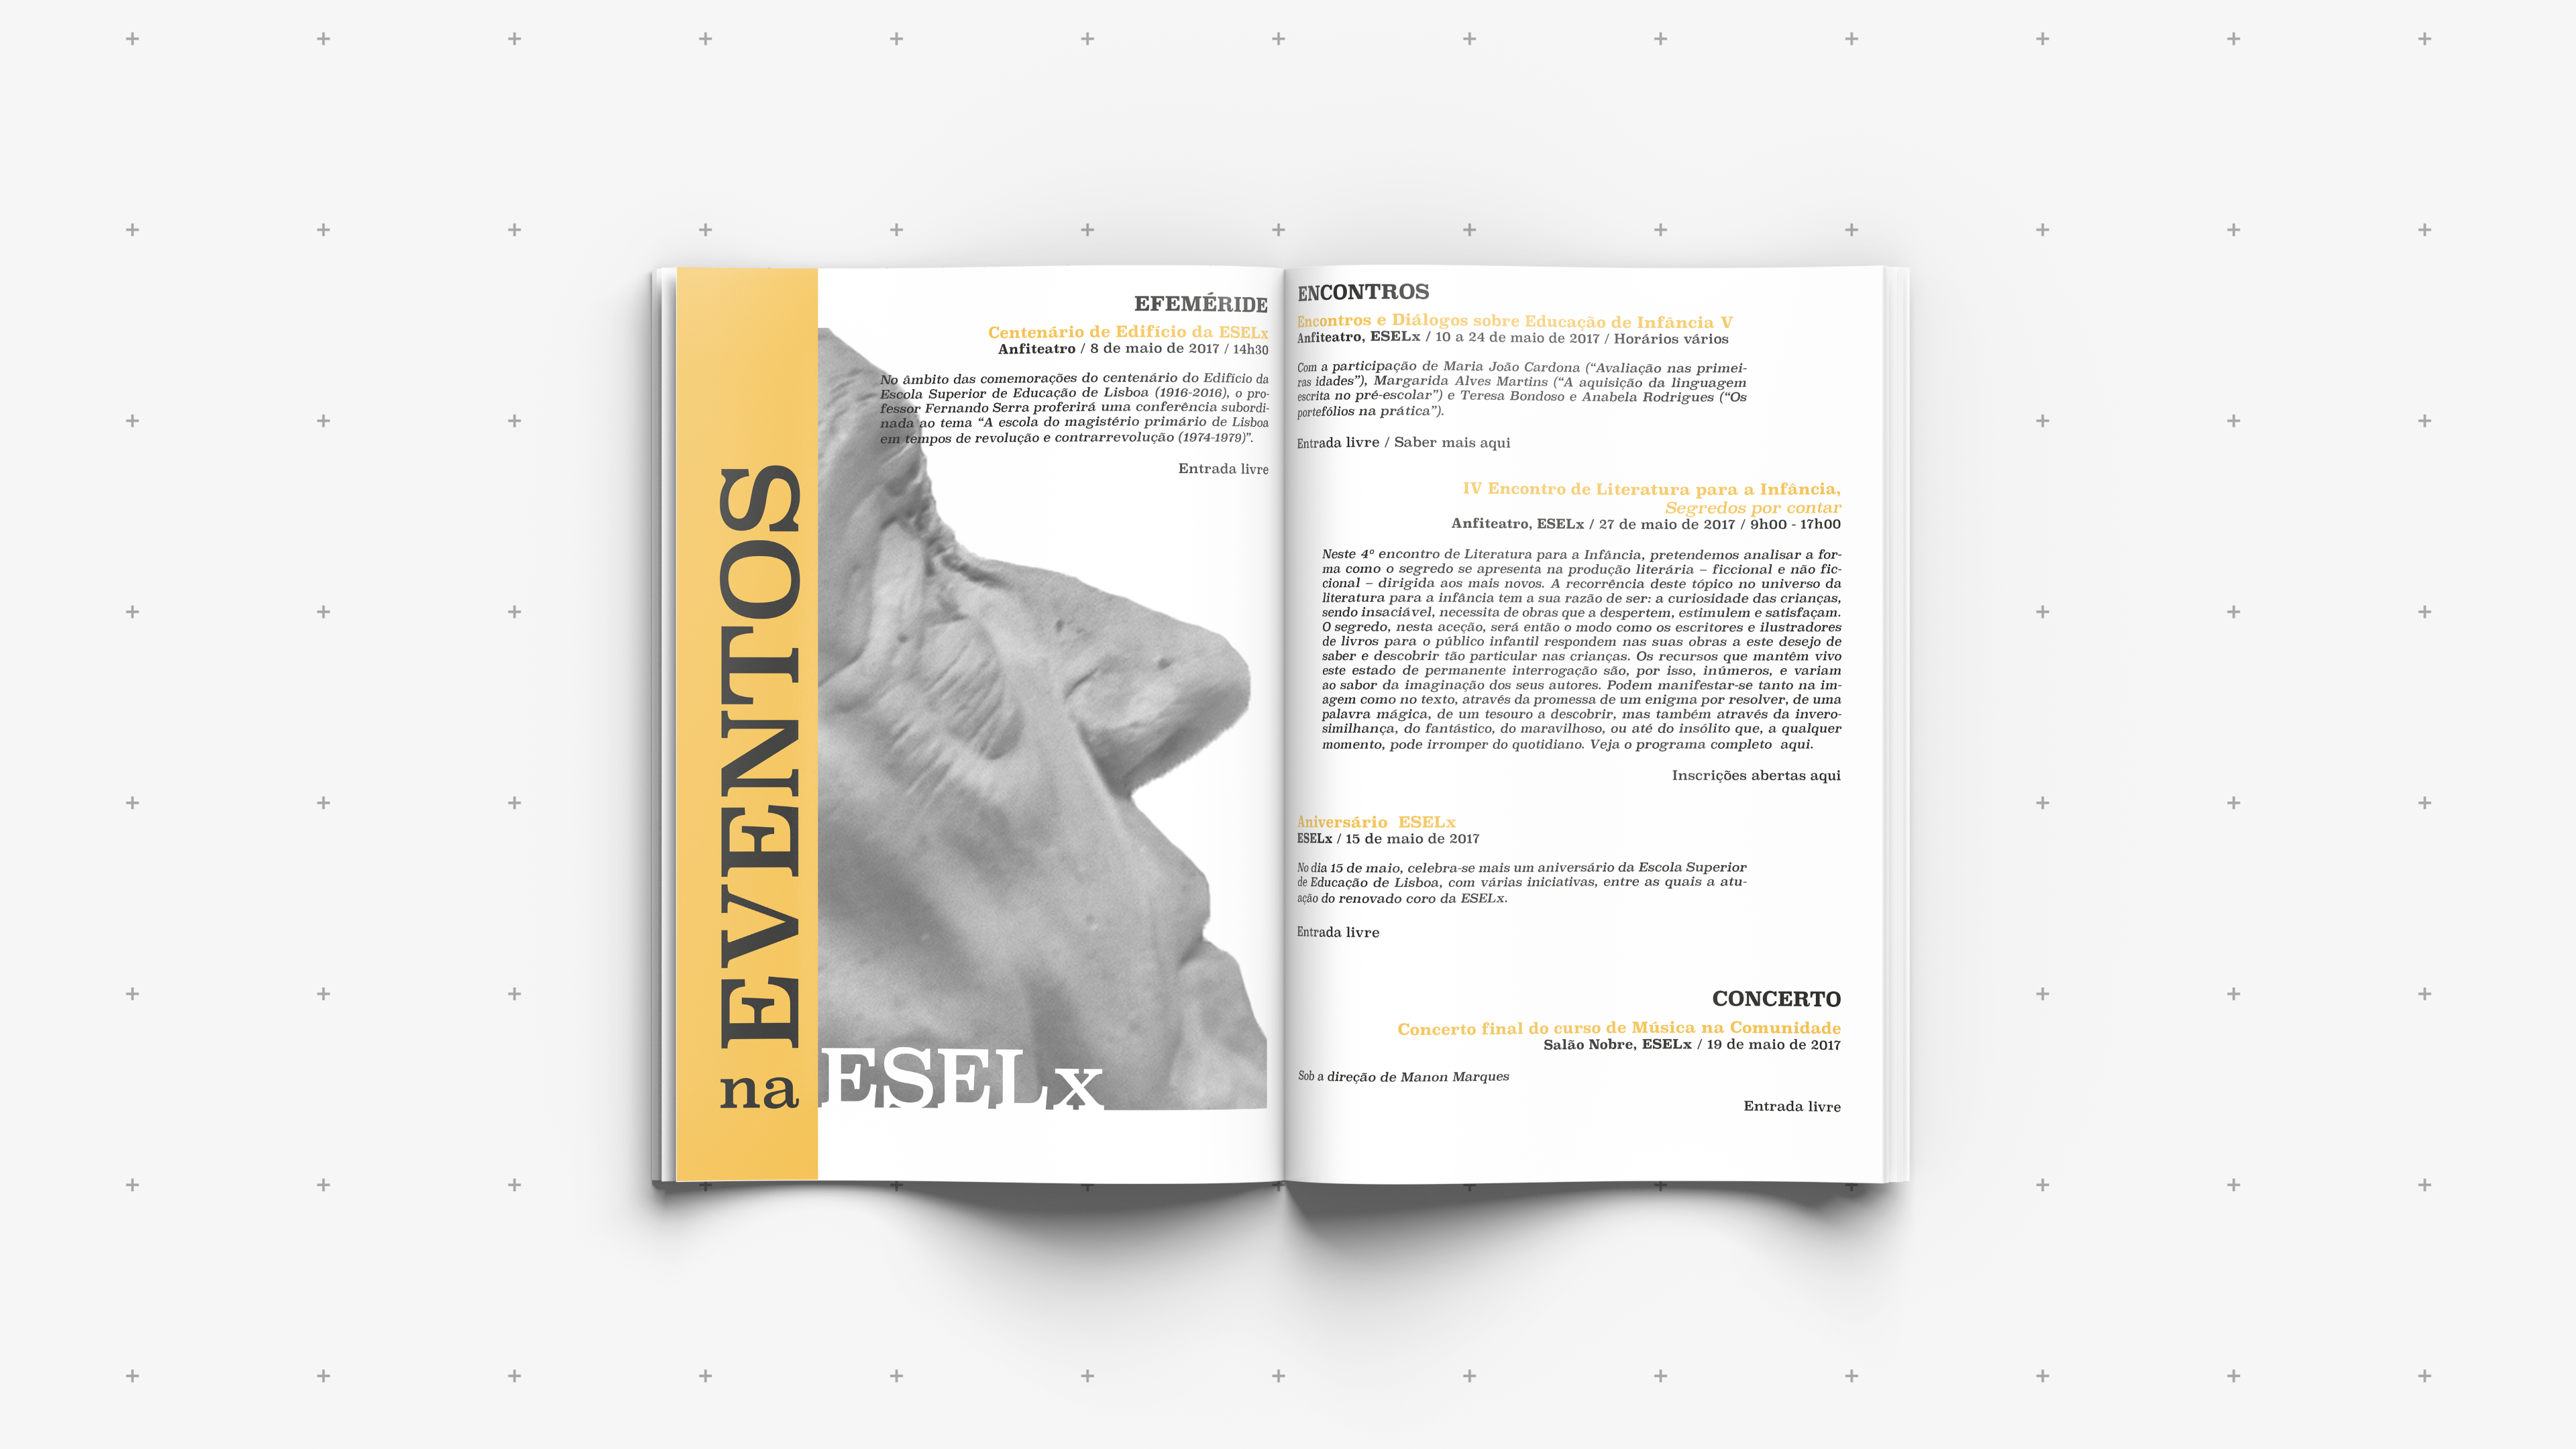 EVENTOS
na ESELx
EFEMÉRIDE
Centenário de Edifício da ESELx
Anfiteatro / 8 de maio de 2017 / 14h30
No âmbito das comemorações do centenário do Edifício da
Escola Superior de Educação de Lisboa (1916-2016), o pro-
fessor Fernando Serra proferirá uma conferência subordi-
nada ao tema “A escola do magistério primário de Lisboa
em tempos de revolução e contrarrevolução (1974-1979)”.
Entrada livre
ENCONTROS
Encontros e Diálogos sobre Educação de Infância V
Anfiteatro, ESELx / 10 a 24 de maio de 2017 / Horários vários
Com a participação de Maria João Cardona (“Avaliação nas primei-
ras idades”), Margarida Alves Martins (“A aquisição da linguagem
escrita no pré-escolar”) e Teresa Bondoso e Anabela Rodrigues (“Os
portefólios na prática”).
Entrada livre / Saber mais aqui
IV Encontro de Literatura para a Infância,
Segredos por contar
Anfiteatro, ESELx / 27 de maio de 2017 / 9h00 - 17h00
Neste 4º encontro de Literatura para a Infância, pretendemos analisar a for-
ma como o segredo se apresenta na produção literária – ficcional e não fic-
cional – dirigida aos mais novos. A recorrência deste tópico no universo da
literatura para a infância tem a sua razão de ser: a curiosidade das crianças,
sendo insaciável, necessita de obras que a despertem, estimulem e satisfaçam.
O segredo, nesta aceção, será então o modo como os escritores e ilustradores
de livros para o público infantil respondem nas suas obras a este desejo de
saber e descobrir tão particular nas crianças. Os recursos que mantêm vivo
este estado de permanente interrogação são, por isso, inúmeros, e variam
ao sabor da imaginação dos seus autores. Podem manifestar-se tanto na im-
agem como no texto, através da promessa de um enigma por resolver, de uma
palavra mágica, de um tesouro a descobrir, mas também através da invero-
similhança, do fantástico, do maravilhoso, ou até do insólito que, a qualquer
momento, pode irromper do quotidiano. Veja o programa completo aqui.
Inscrições abertas aqui
Aniversário ESELx
ESELx / 15 de maio de 2017
No dia 15 de maio, celebra-se mais um aniversário da Escola Superior
de Educação de Lisboa, com várias iniciativas, entre as quais a atu-
ação do renovado coro da ESELx.
Entrada livre
CONCERTO
Concerto final do curso de Música na Comunidade
Salão Nobre, ESELx / 19 de maio de 2017
Sob a direção de Manon Marques
Entrada livre